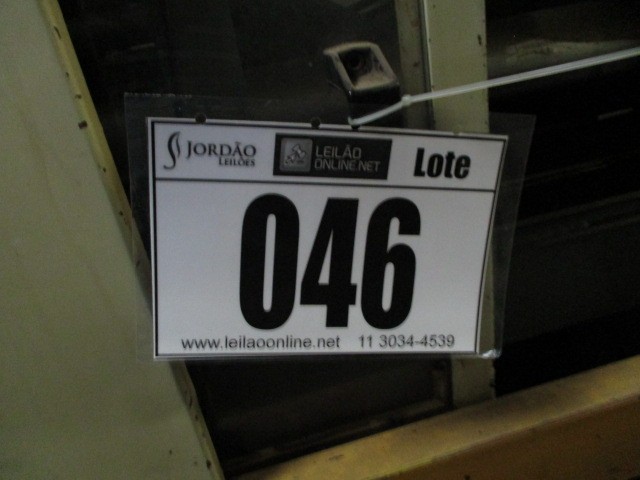 JORDÃO LEILÕES
LEILÃO ONLINE.NET
Lote
046
www.leilaoonline.net 11 3034-4539